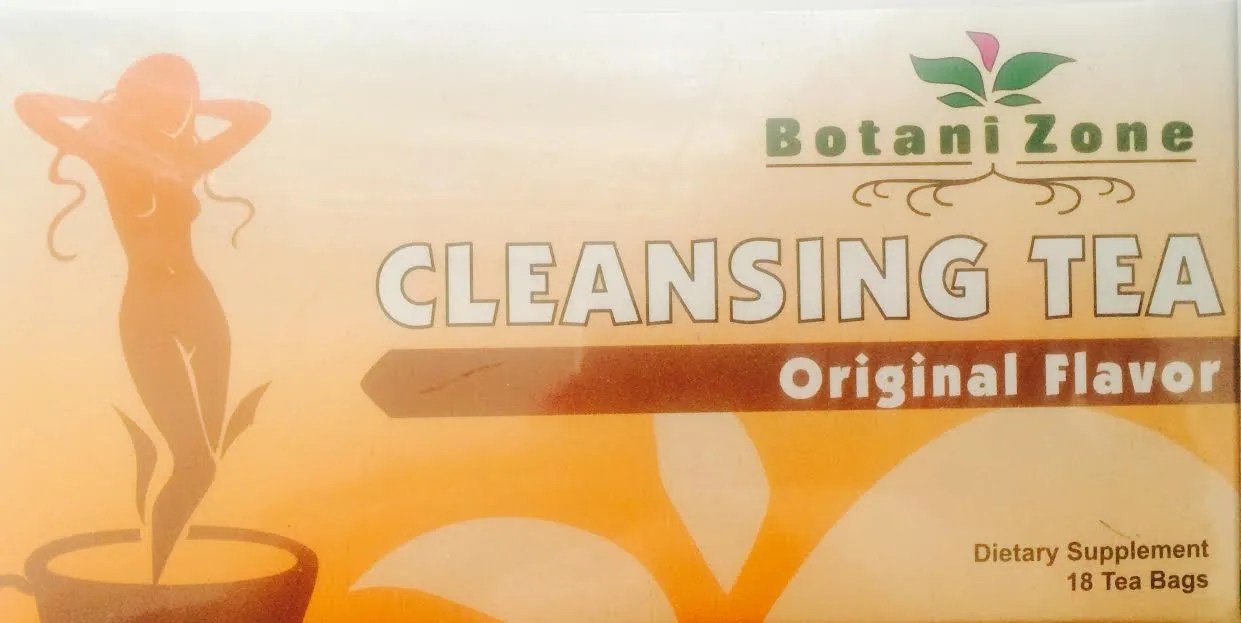 Botani Zone
CLEANSING TEA
Original Flavor
Dietary Supplement
18 Tea Bags